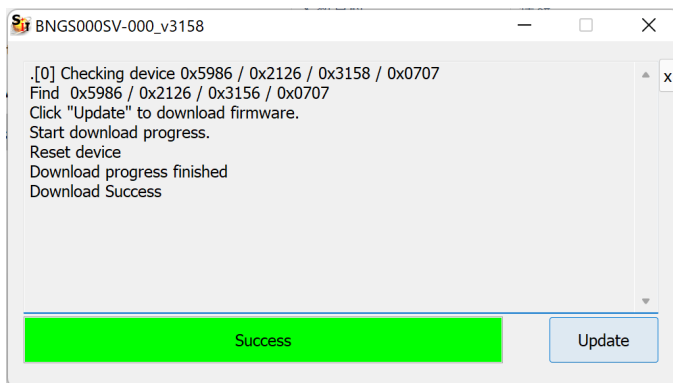 BNGS000SV-000_v3158
.[0] Checking device 0x5986 / 0x2126 / 0x3158 / 0x0707
Find  0x5986 / 0x2126 / 0x3156 / 0x0707
Click "Update" to download firmware.
Start download progress.
Reset device
Download progress finished
Download Success
Success
Update